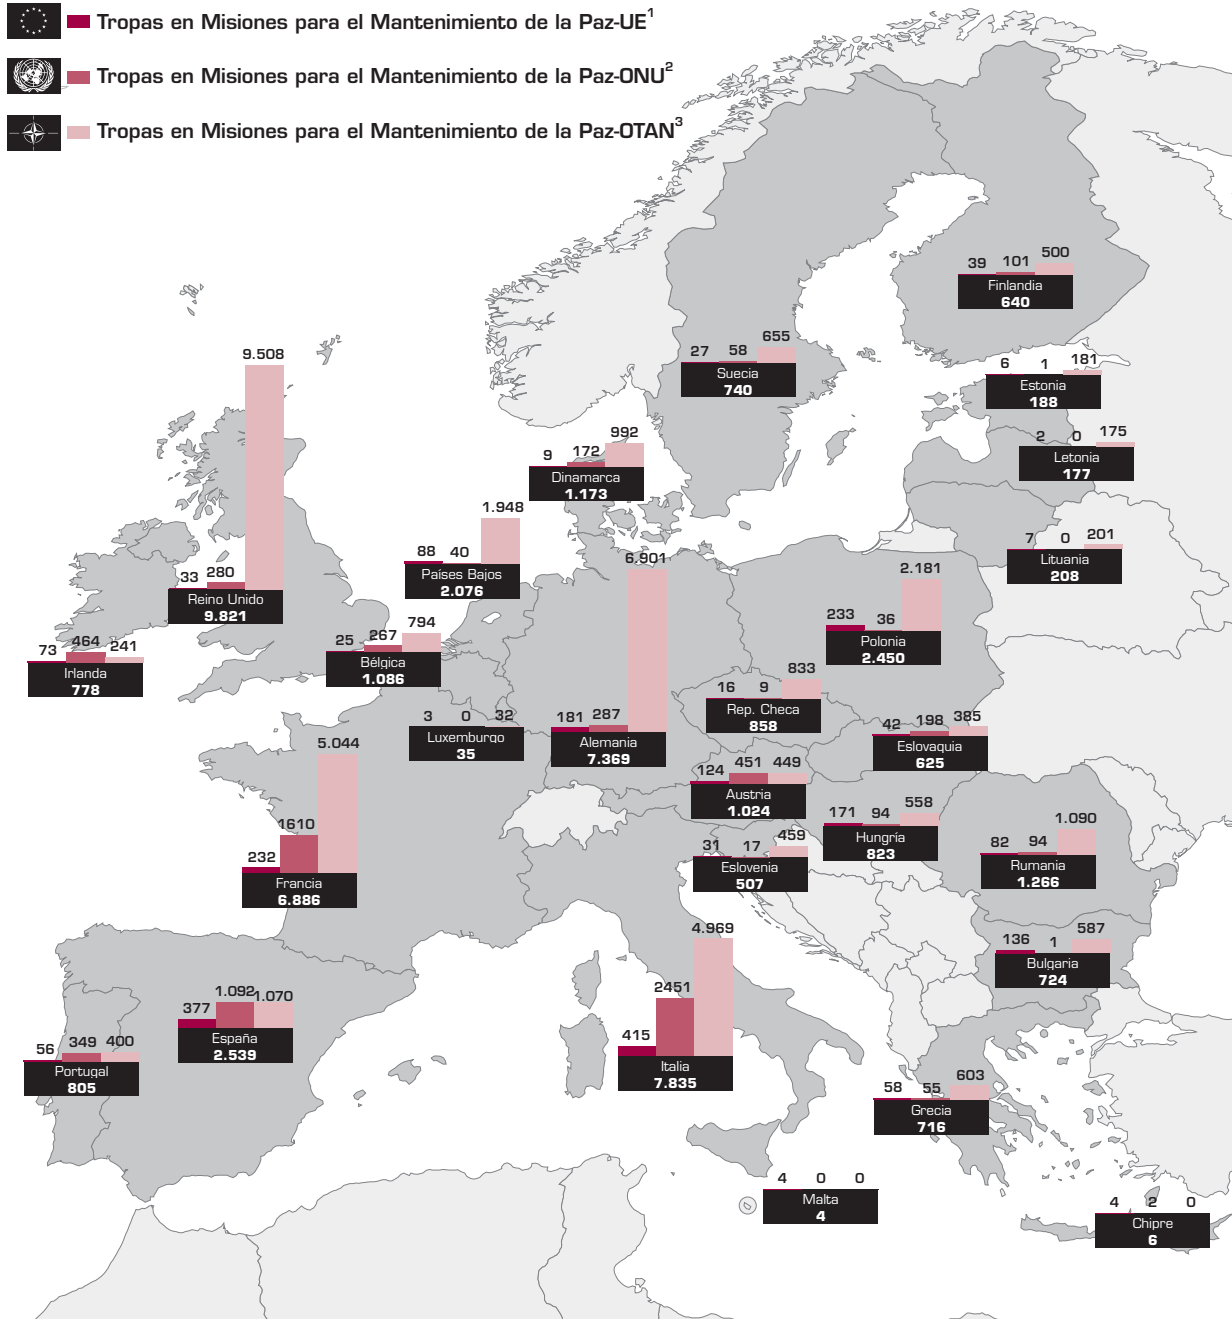 Tropas en Misiones para el Mantenimiento de la Paz-UE1
Tropas en Misiones para el Mantenimiento de la Paz-ONU2
Tropas en Misiones para el Mantenimiento de la Paz-OTAN3
39 101 500
Finlandia
640
27 58 655
Suecia
740
6 1 181
Estonia
188
2 0 175
Letonia
177
7 0 201
Lituania
208
9 172 992
Dinamarca
1.173
33 280 9.508
Reino Unido
9.821
88 40 1.948
Países Bajos
2.076
73 464 241
Irlanda
778
25 267 794
Bélgica
1.086
3 0 32
Luxemburgo
35
181 287 6.901
Alemania
7.369
233 36 2.181
Polonia
2.450
16 9 833
Rep. Checa
858
42 198 385
Eslovaquia
625
124 451 449
Austria
1.024
171 94 558
Hungría
823
31 17 459
Eslovenia
507
82 94 1.090
Rumania
1.266
136 1 587
Bulgaria
724
232 1610 5.044
Francia
6.886
377 1.092 1.070
España
2.539
56 349 400
Portugal
805
415 2451 4.969
Italia
7.835
58 55 603
Grecia
716
4 0 0
Malta
4
4 2 0
Chipre
6